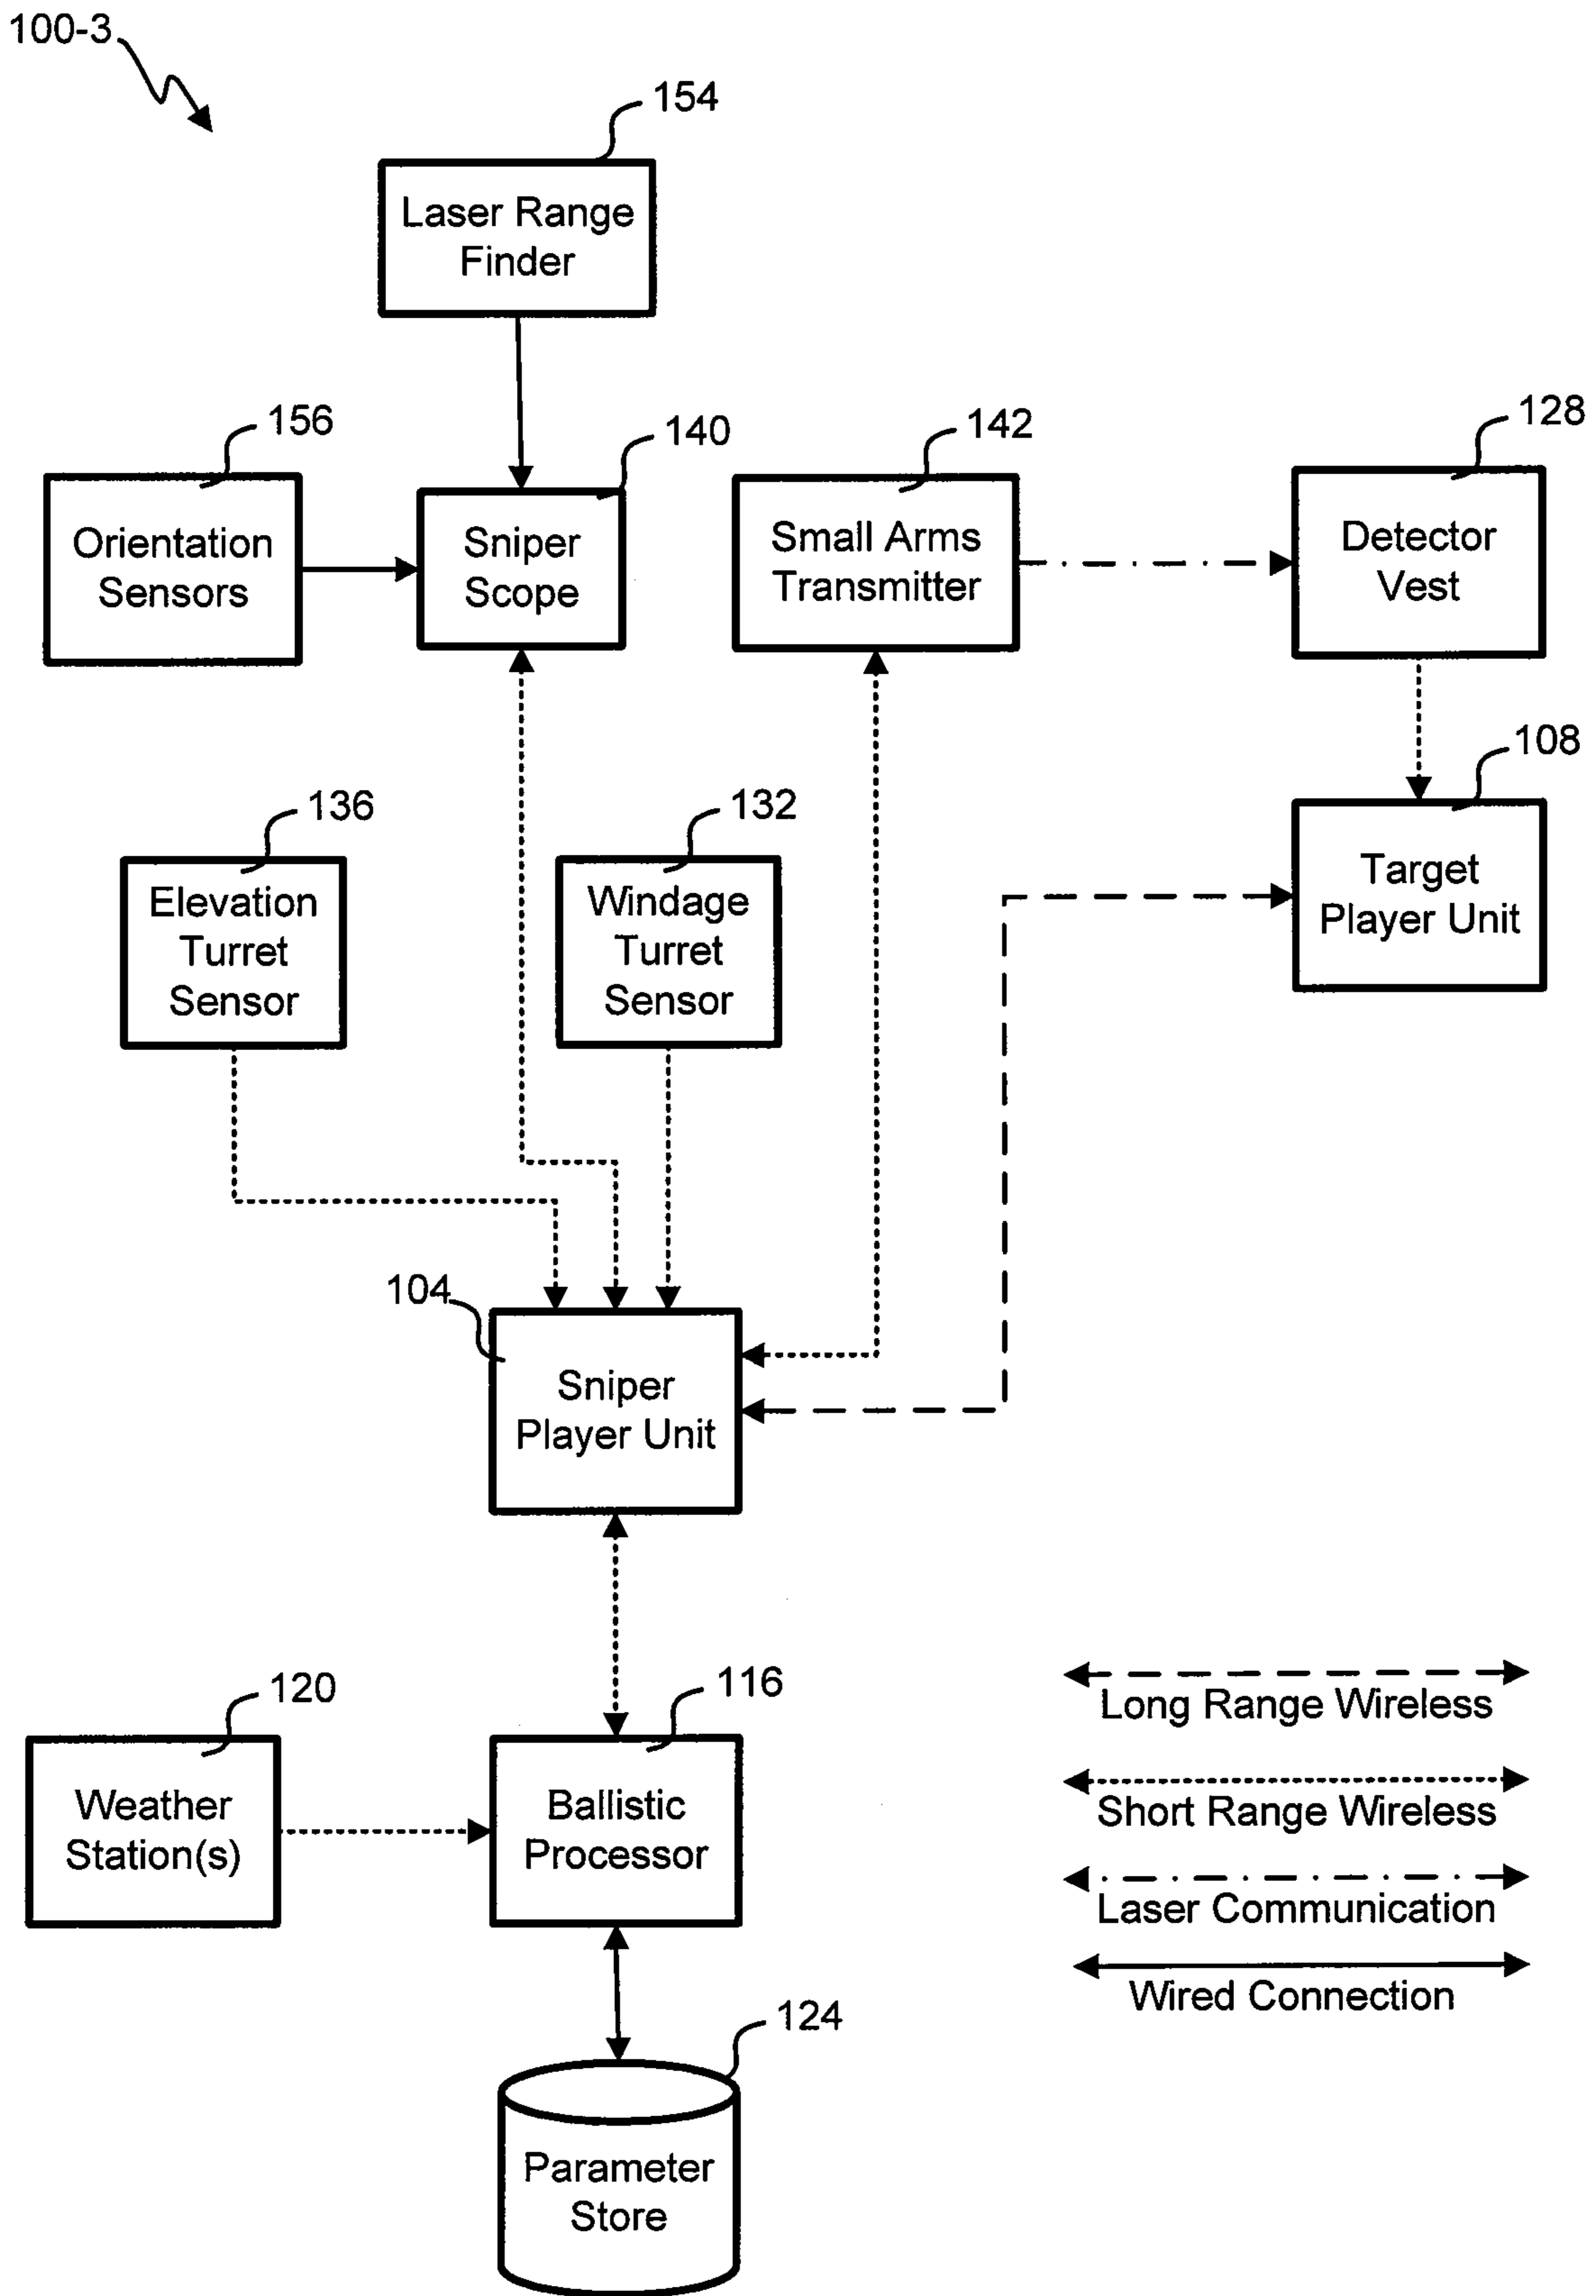 100-3
154
Laser Range
Finder
156
Orientation
Sensors
140
Sniper
Scope
142
Small Arms
Transmitter
128
Detector
Vest
108
Target
Player Unit
136
Elevation
Turret
Sensor
132
Windage
Turret
Sensor
104
Sniper
Player Unit
120
Weather
Station(s)
116
Ballistic
Processor
124
Parameter
Store
Long Range Wireless
Short Range Wireless
Laser Communication
Wired Connection